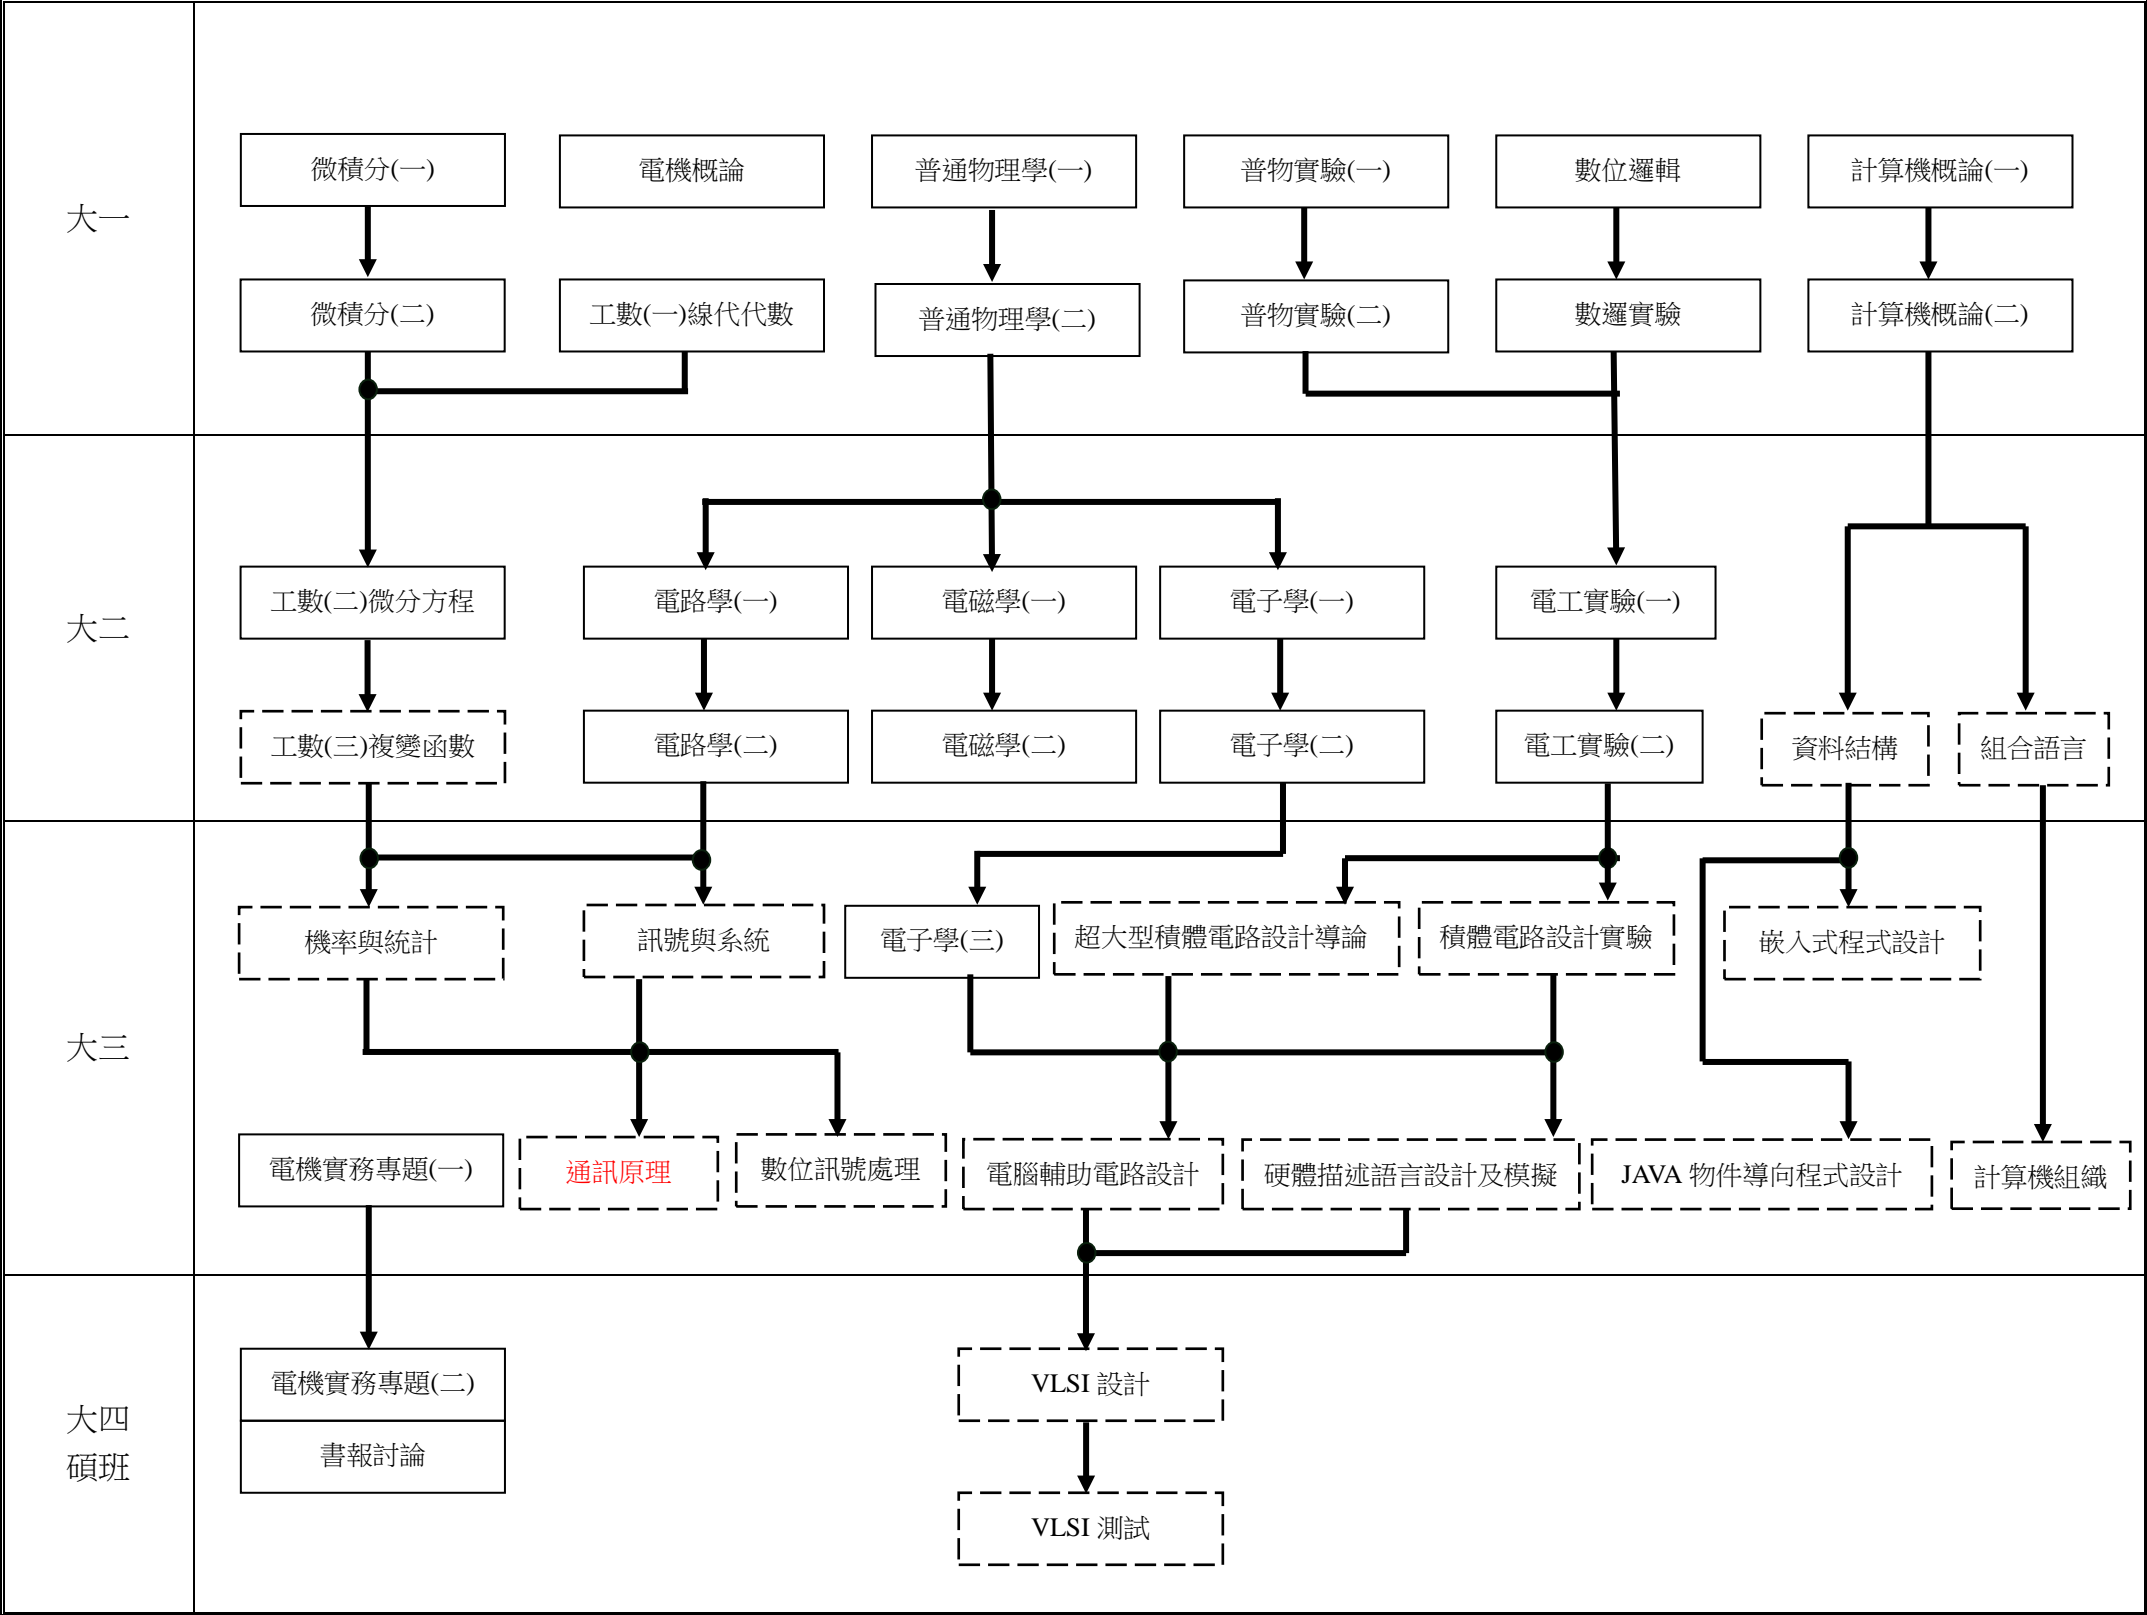 大一
微積分(一)
電機概論
普通物理學(一)
普物實驗(一)
數位邏輯
計算機概論(一)
微積分(二)
工數(一)線代代數
普通物理學(二)
普物實驗(二)
數邏實驗
計算機概論(二)
大二
工數(二)微分方程
電路學(一)
電磁學(一)
電子學(一)
電工實驗(一)
工數(三)複變函數
電路學(二)
電磁學(二)
電子學(二)
電工實驗(二)
資料結構
組合語言
大三
機率與統計
訊號與系統
電子學(三)
超大型積體電路設計導論
積體電路設計實驗
嵌入式程式設計
電機實務專題(一)
通訊原理
數位訊號處理
電腦輔助電路設計
硬體描述語言設計及模擬
JAVA 物件導向程式設計
計算機組織
大四
碩班
電機實務專題(二)
書報討論
VLSI 設計
VLSI 測試